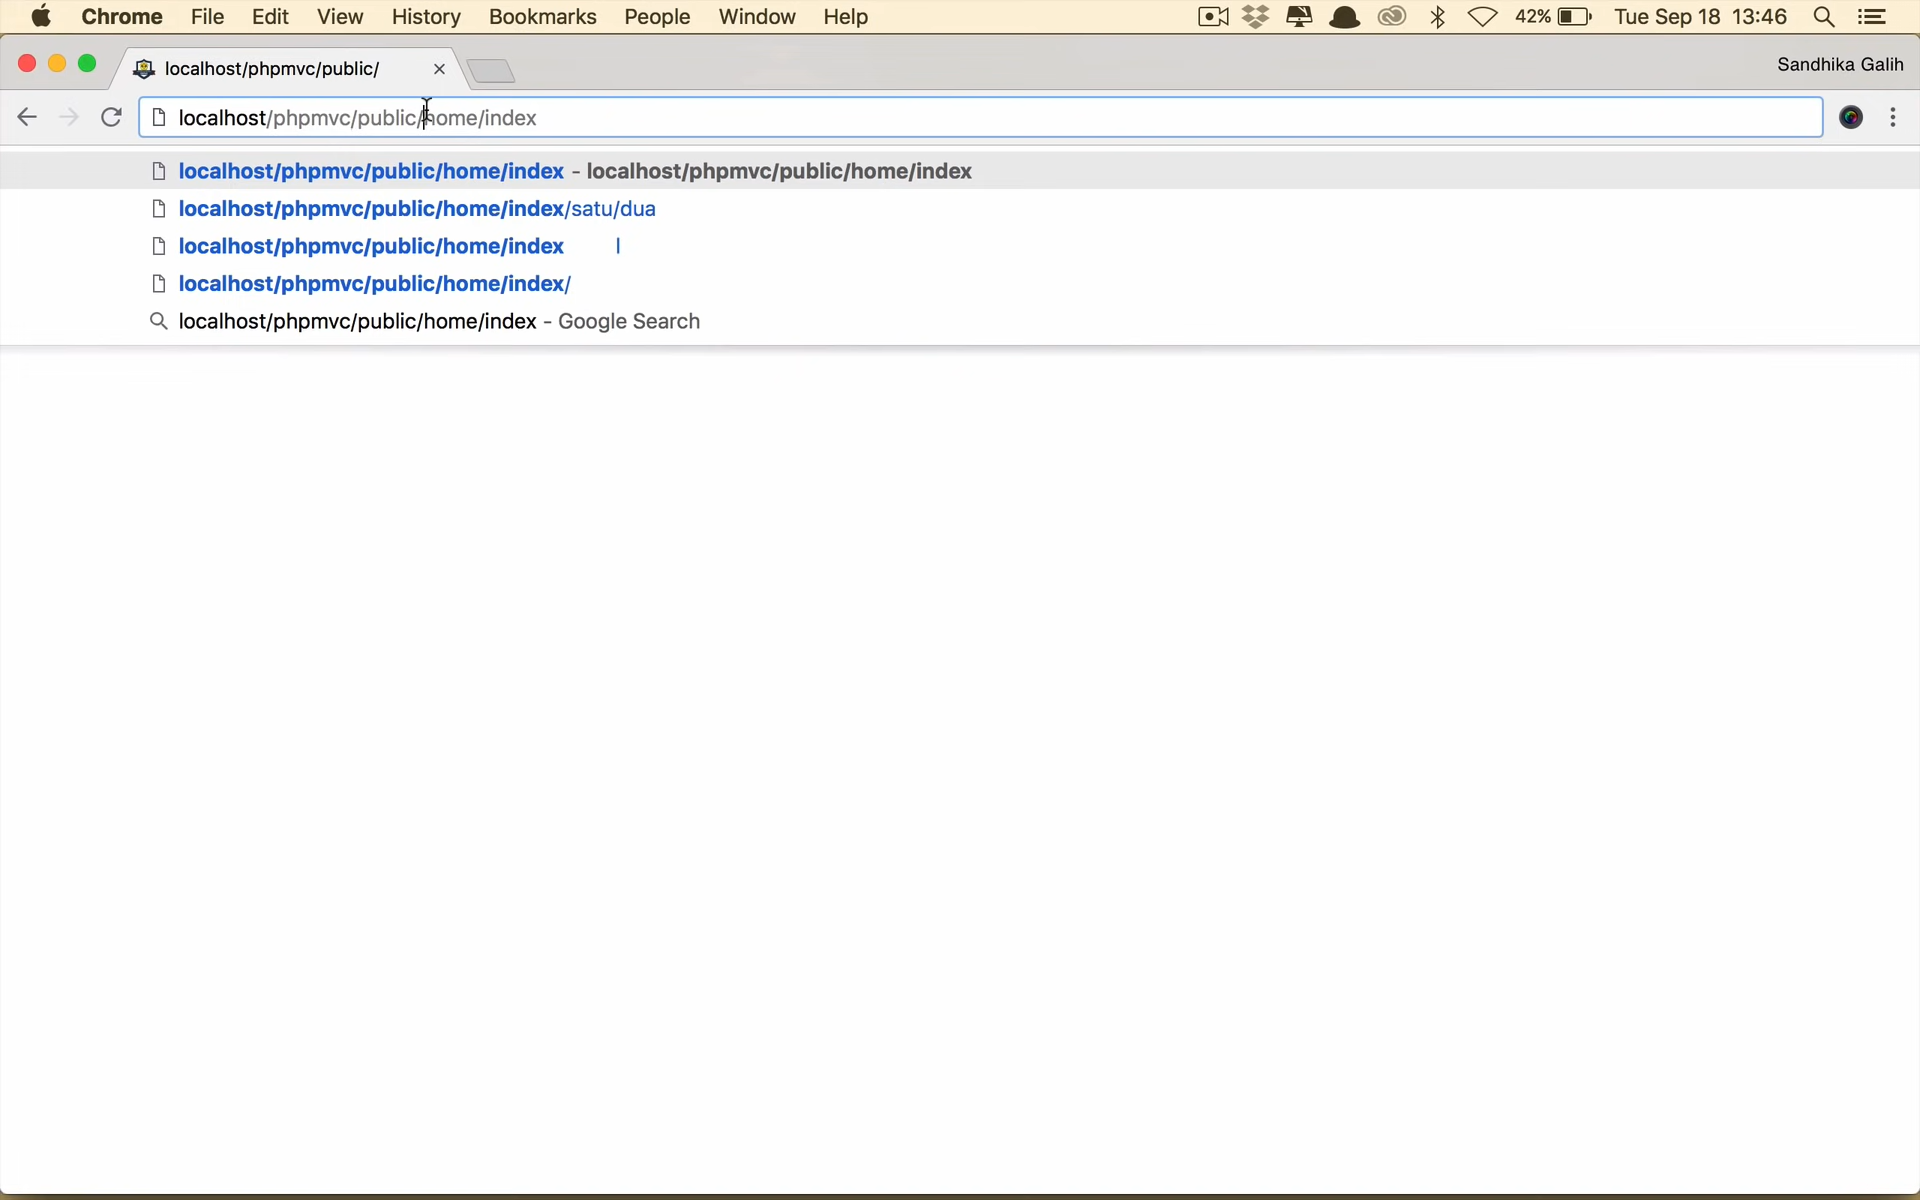 Chrome File Edit View History Bookmarks People Window Help 42% Tue Sep 18 13:46
localhost/phpmvc/public/ Sandhika Galih
localhost/phpmvc/public/home/index
localhost/phpmvc/public/home/index - localhost/phpmvc/public/home/index
localhost/phpmvc/public/home/index/satu/dua
localhost/phpmvc/public/home/index l
localhost/phpmvc/public/home/index/
localhost/phpmvc/public/home/index - Google Search